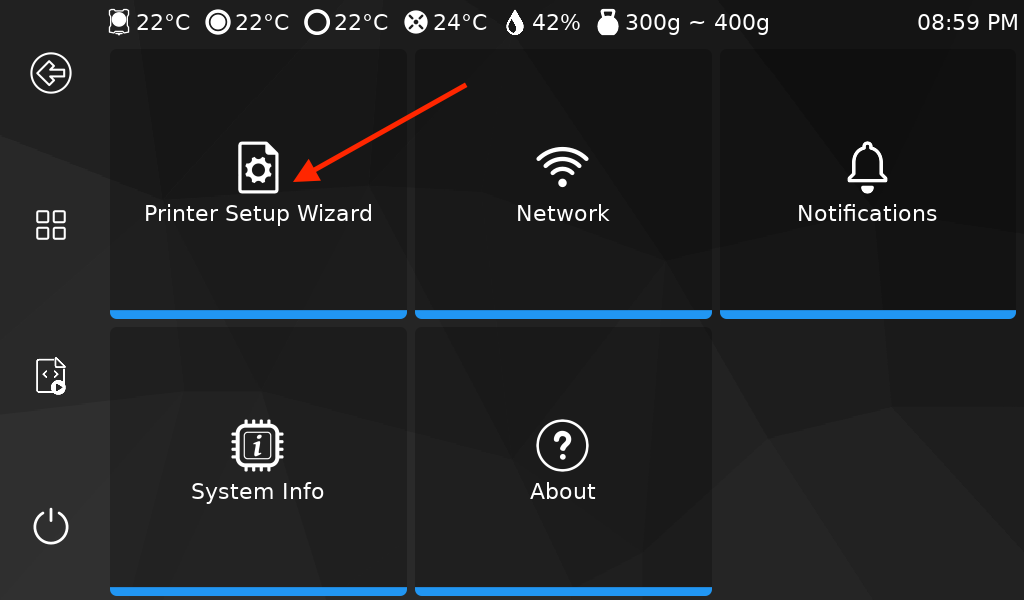 22°C 22°C 22°C 24°C 42% 300g ~ 400g 08:59 PM
Printer Setup Wizard Network Notifications
System Info About